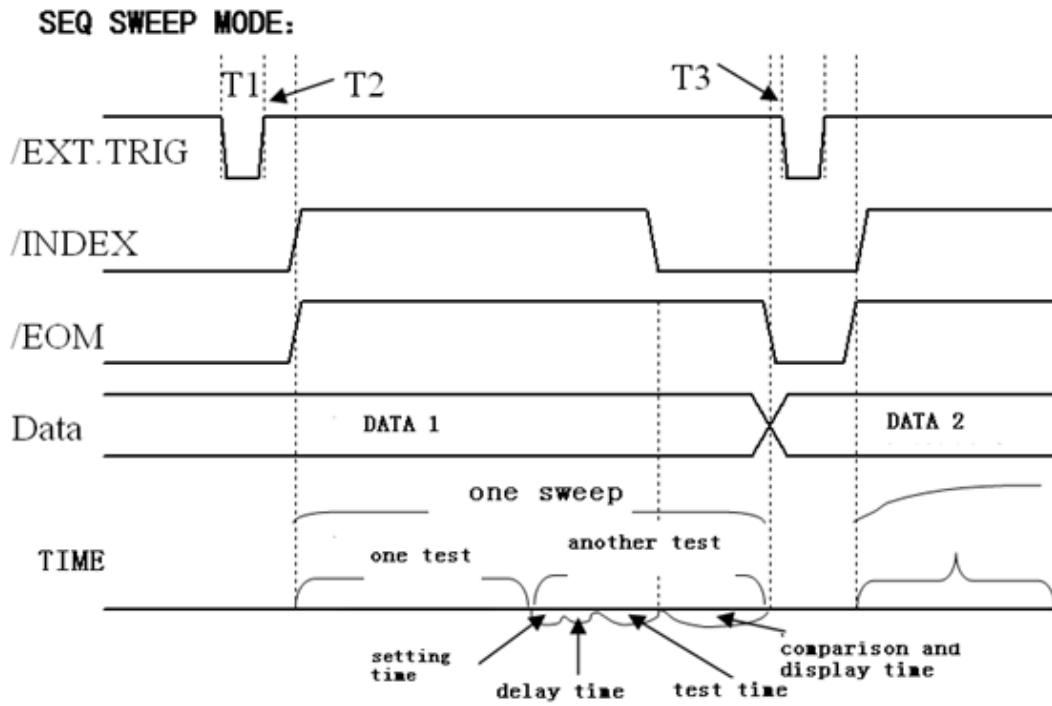 SEQ SWEEP MODE:
T1
T2
T3
/EXT.TRIG
/INDEX
/EOM
Data
DATA 1
DATA 2
one sweep
TIME
one test
another test
setting
time
delay time
test time
comparison and
display time